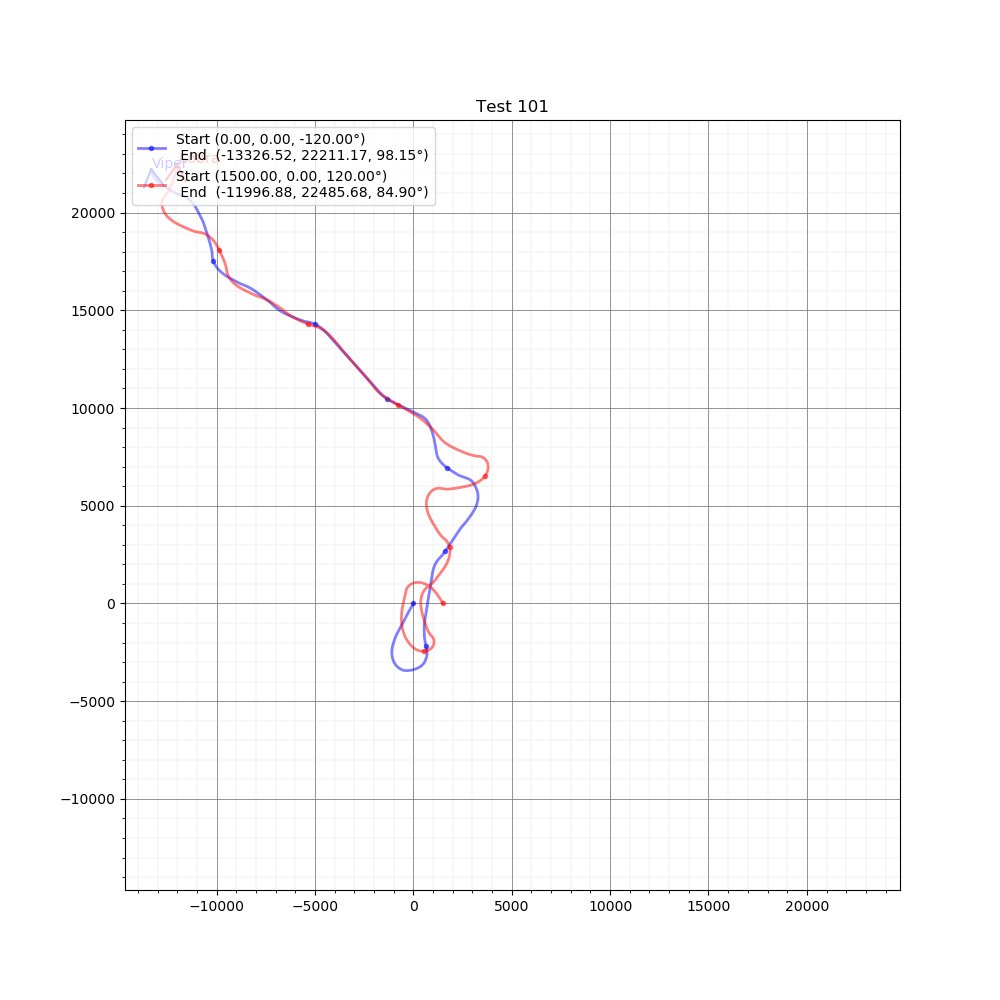 Test 101
Start (0.00, 0.00, -120.00°)
End (-13326.52, 22211.17, 98.15°)
Start (1500.00, 0.00, 120.00°)
End (-11996.88, 22485.68, 84.90°)
Viper
20000
15000
10000
5000
0
−5000
−10000
−10000 −5000 0 5000 10000 15000 20000